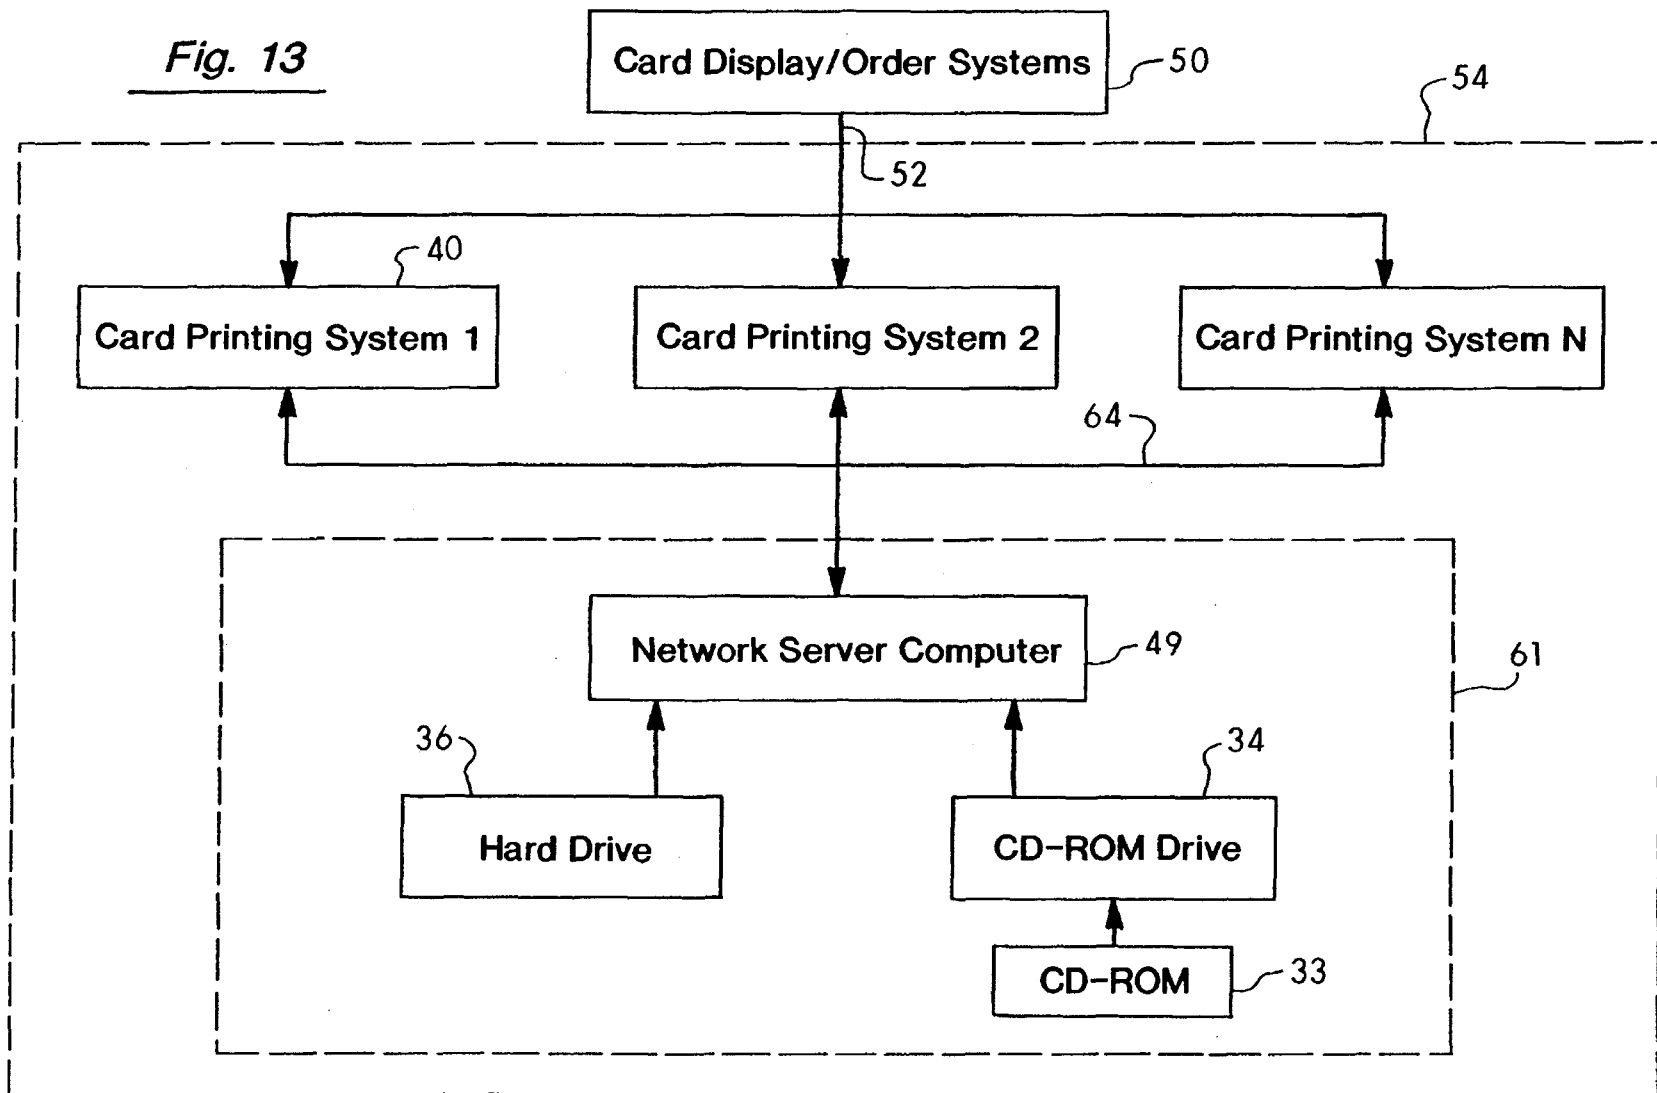 Fig. 13
Card Display/Order Systems
50
54
52
40
Card Printing System 1
Card Printing System 2
Card Printing System N
64
Network Server Computer
49
61
36
34
Hard Drive
CD-ROM Drive
CD-ROM
33